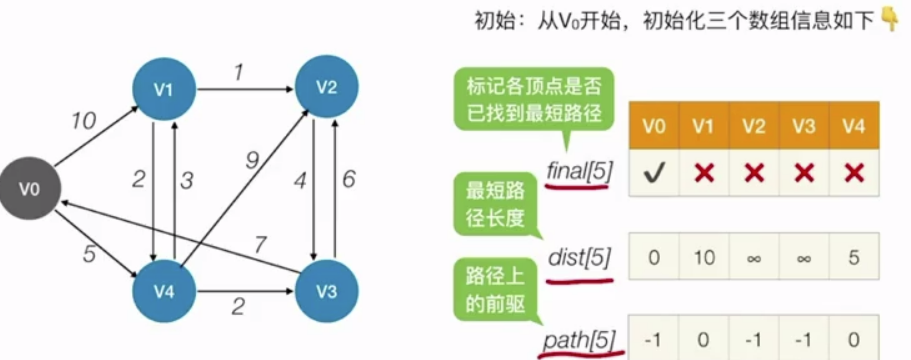 初始：从V₀开始，初始化三个数组信息如下👇
标记各顶点是否
已找到最短路径
V0 V1 V2 V3 V4
final[5] ✓ ✗ ✗ ✗ ✗
最短路
径长度
dist[5] 0 10 ∞ ∞ 5
路径上
的前驱
path[5] -1 0 -1 -1 0
V1
1
V2
10
V0
2
3
9
4
6
5
7
V4
2
V3